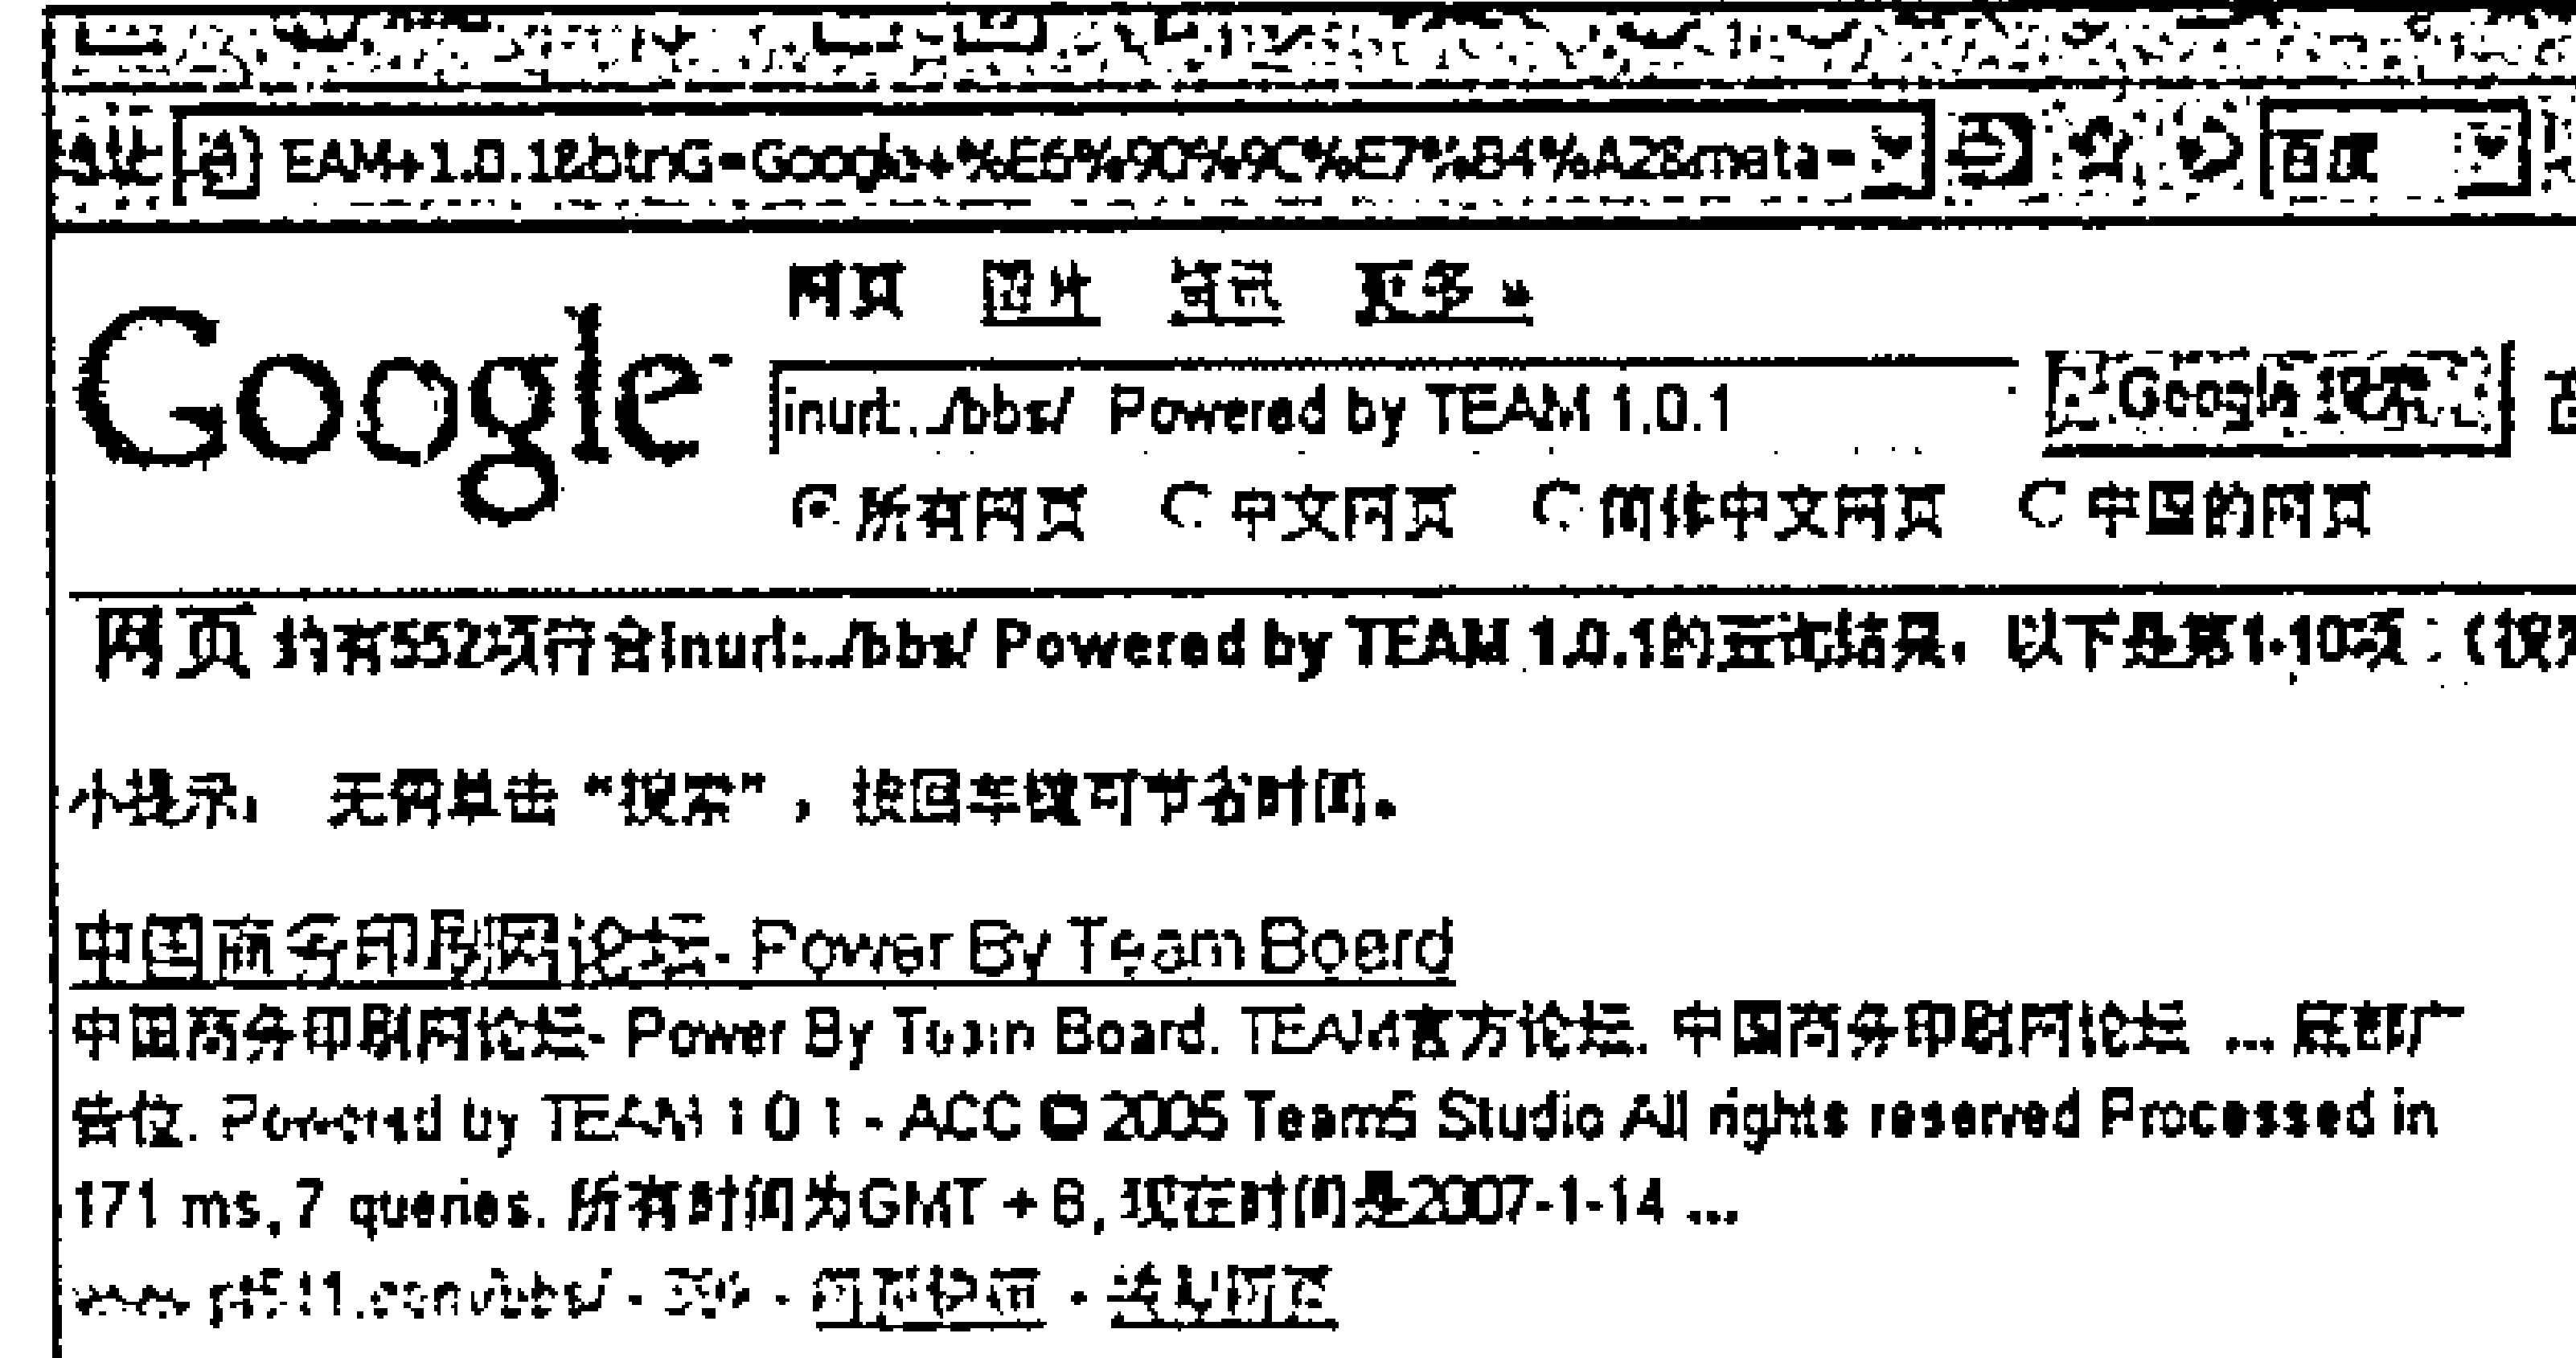 EAM+1.0.1&btnG=Google+%E6%90%9C%E7%B4%A2&meta=
网页 图片 资讯 更多 »
Google
inurl:../bbs/ Powered by TEAM 1.0.1
Google 搜索
所有网页 中文网页 简体中文网页 中国的网页
网页 约有552项符合inurl:../bbs/ Powered by TEAM 1.0.1的查询结果, 以下是第1-10项
小提示: 无需单击 “搜索” , 按回车键可节省时间。
中国商务印刷网论坛- Power By Team Board
中国商务印刷网论坛- Power By Team Board. TEAM官方论坛. 中国商务印刷网论坛 ... 底部广
告位. Powered by TEAM 1 0 1 - ACC © 2005 Team5 Studio All rights reserved Processed in
171 ms, 7 queries. 所有时间为GMT + 8, 现在时间是2007-1-14 ...
网页快照 - 类似网页